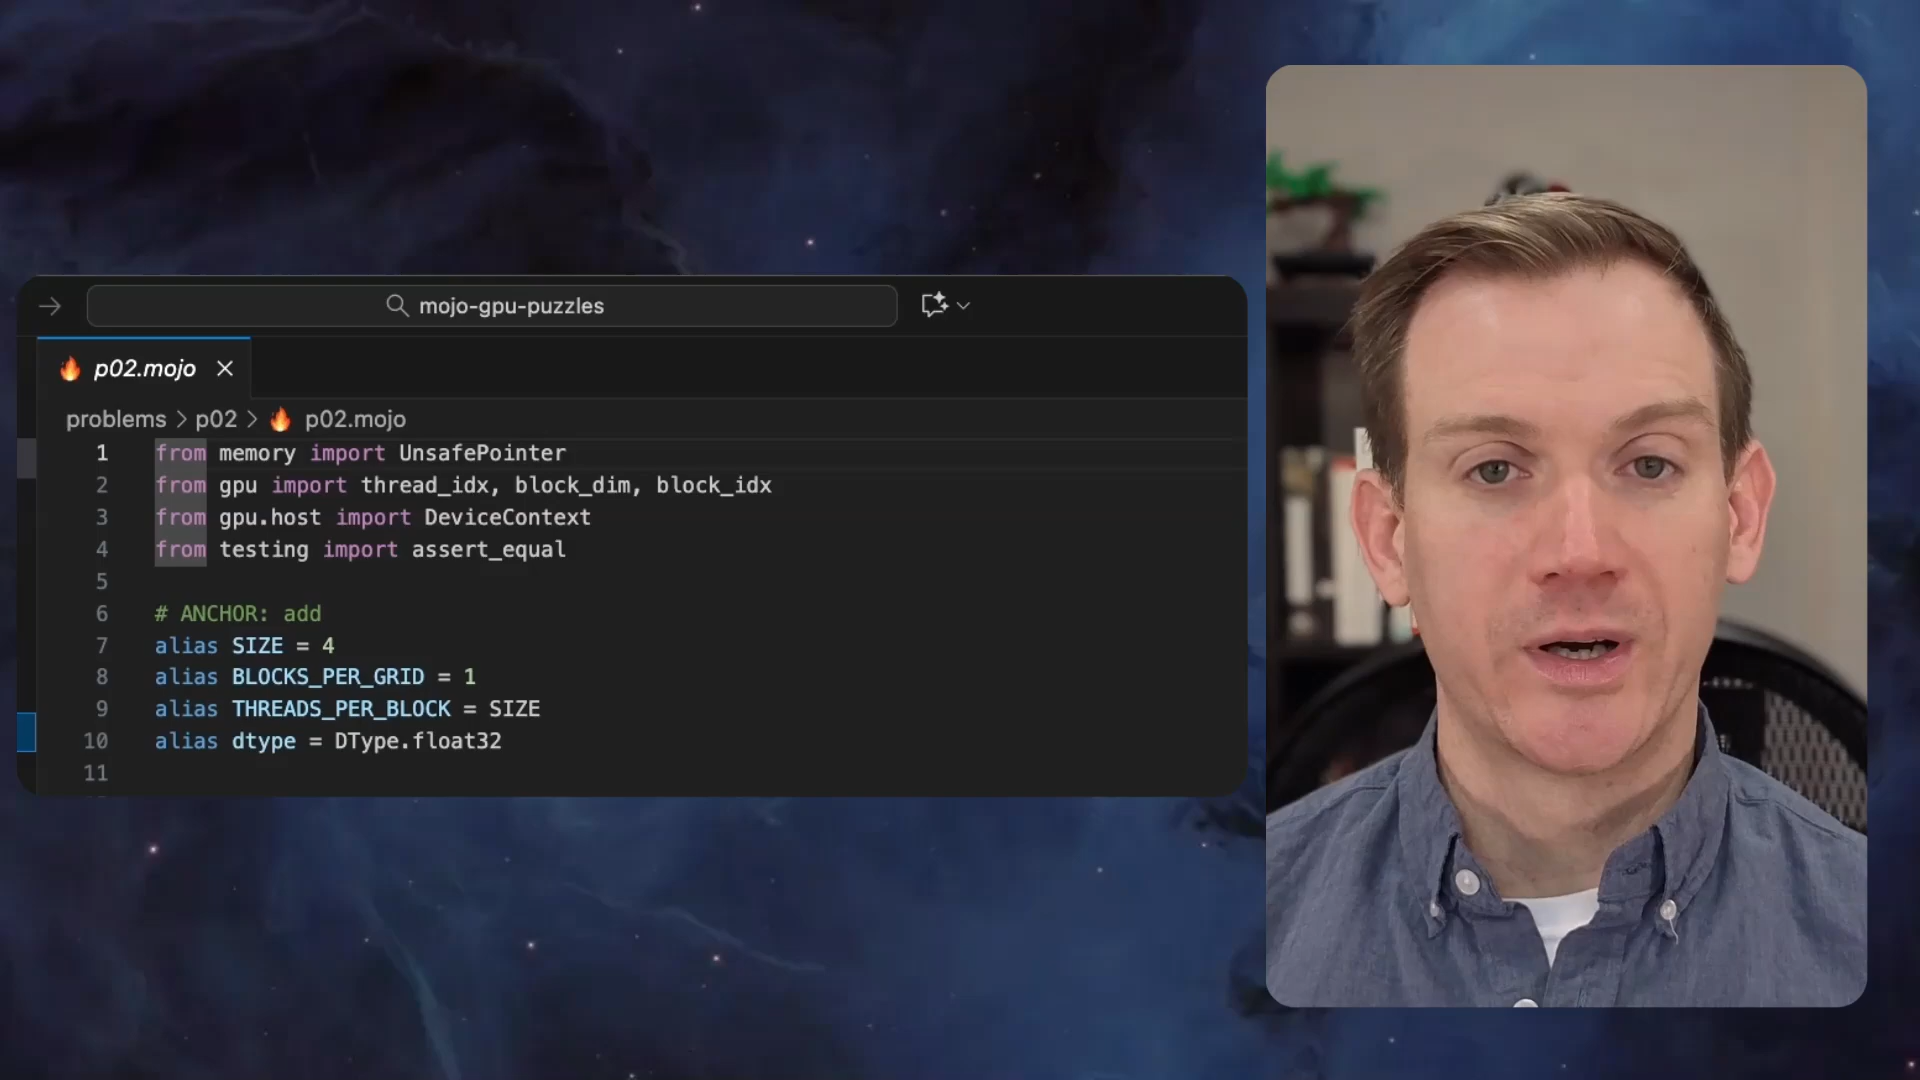 mojo-gpu-puzzles
p02.mojo
problems > p02 > p02.mojo
1 from memory import UnsafePointer
2 from gpu import thread_idx, block_dim, block_idx
3 from gpu.host import DeviceContext
4 from testing import assert_equal
5
6 # ANCHOR: add
7 alias SIZE = 4
8 alias BLOCKS_PER_GRID = 1
9 alias THREADS_PER_BLOCK = SIZE
10 alias dtype = DType.float32
11